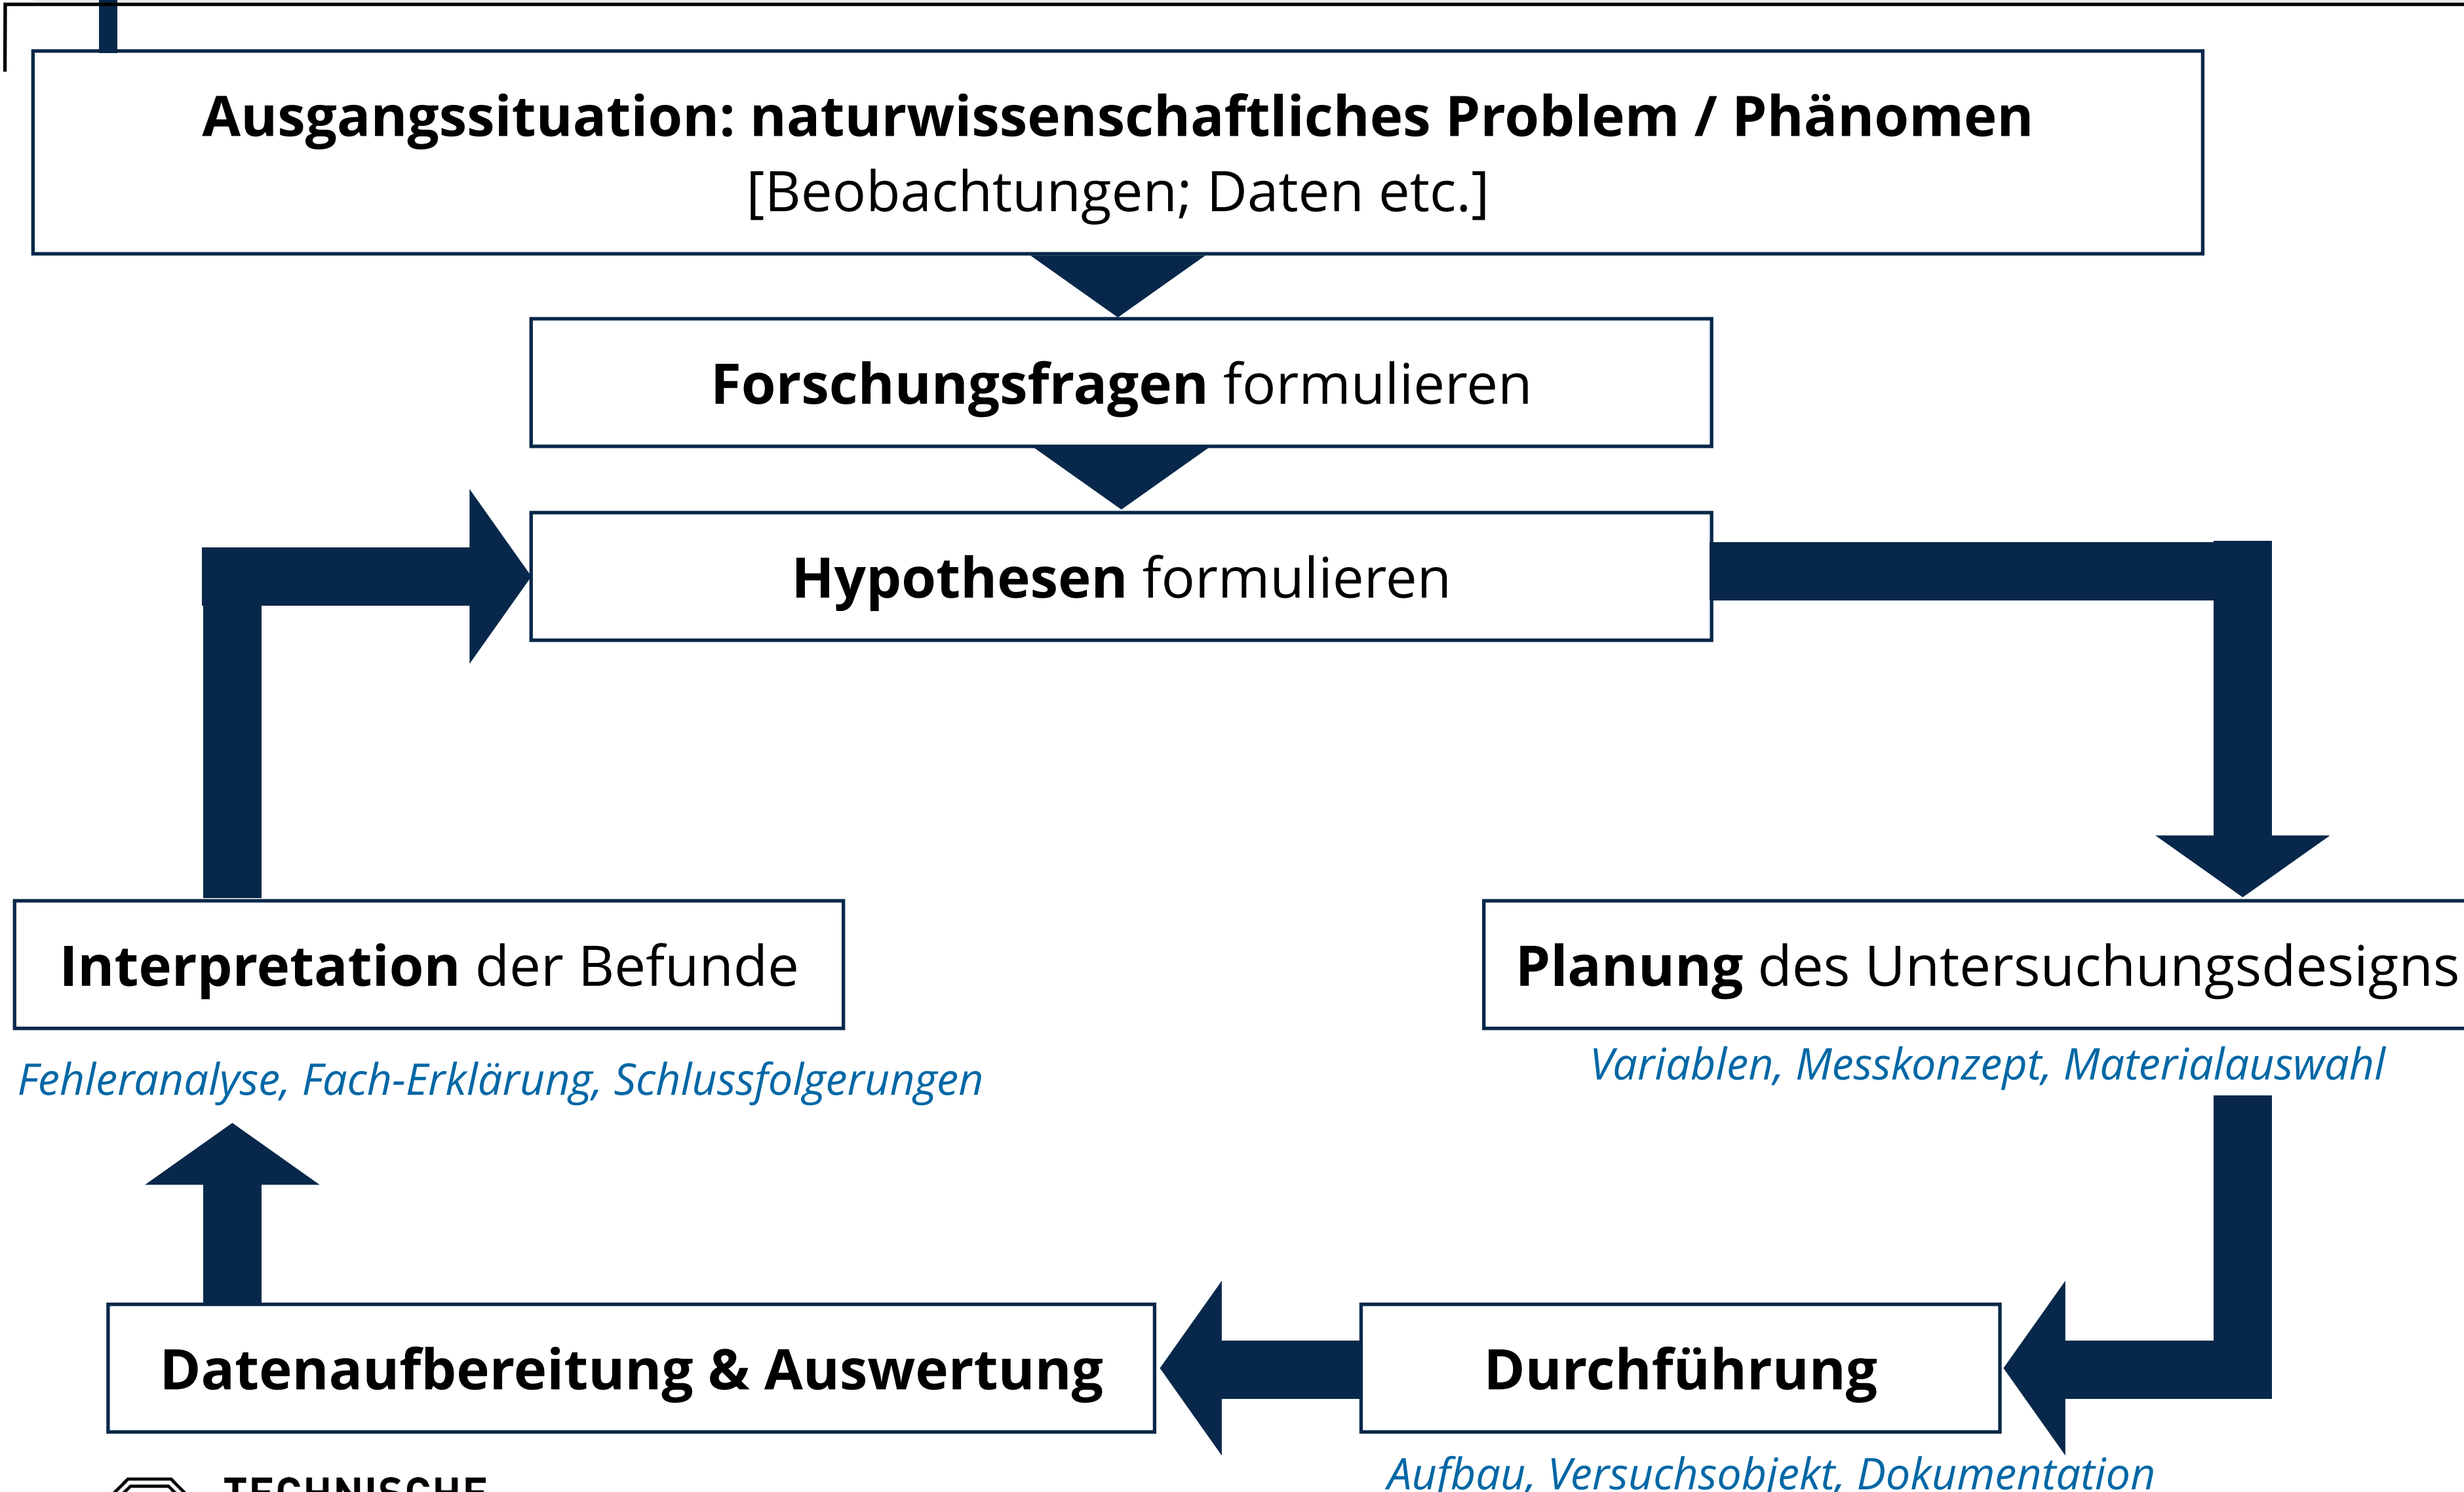 Ausgangssituation: naturwissenschaftliches Problem / Phänomen
[Beobachtungen; Daten etc.]
Forschungsfragen formulieren
Hypothesen formulieren
Interpretation der Befunde
Planung des Untersuchungsdesigns
Fehleranalyse, Fach-Erklärung, Schlussfolgerungen
Variablen, Messkonzept, Materialauswahl
Datenaufbereitung & Auswertung
Durchführung
Aufbau, Versuchsobjekt, Dokumentation
TECHNISCHE